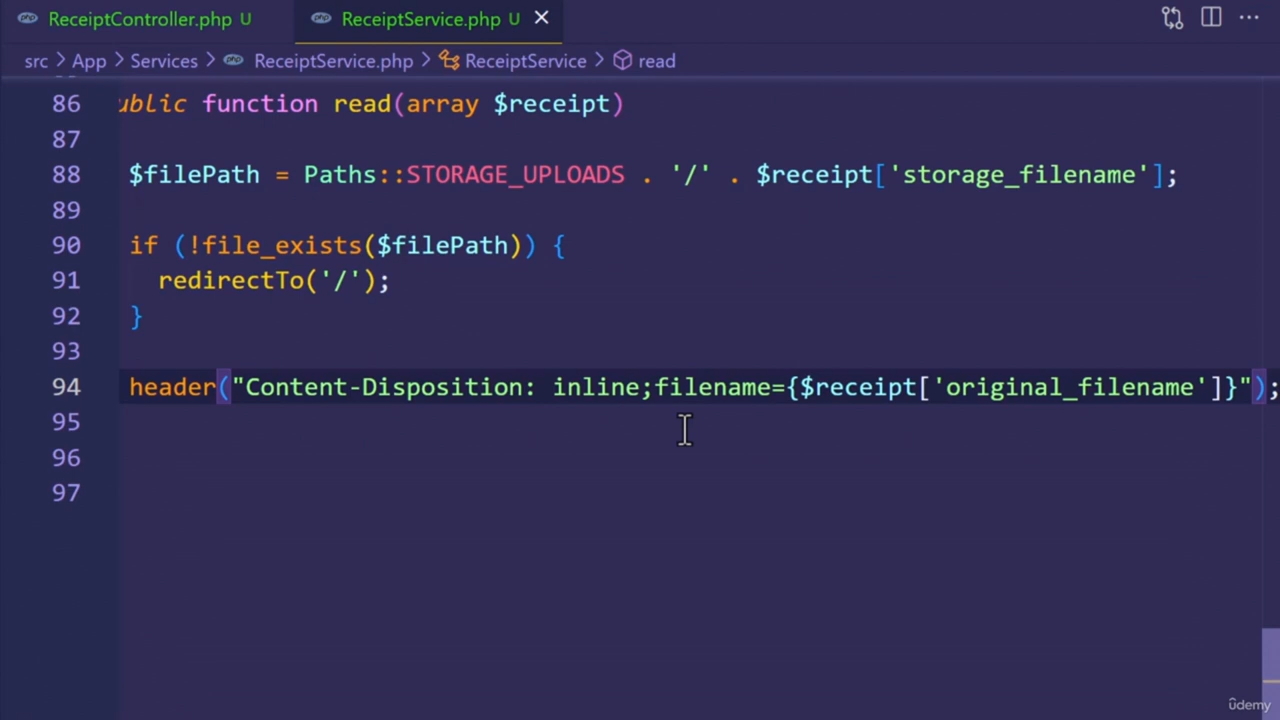 ReceiptController.php U ReceiptService.php U
src > App > Services > ReceiptService.php > ReceiptService > read
86 ublic function read(array $receipt)
87
88 $filePath = Paths::STORAGE_UPLOADS . '/' . $receipt['storage_filename'];
89
90 if (!file_exists($filePath)) {
91 redirectTo('/');
92 }
93
94 header("Content-Disposition: inline;filename={$receipt['original_filename']}");
95
96
97
ûdemy